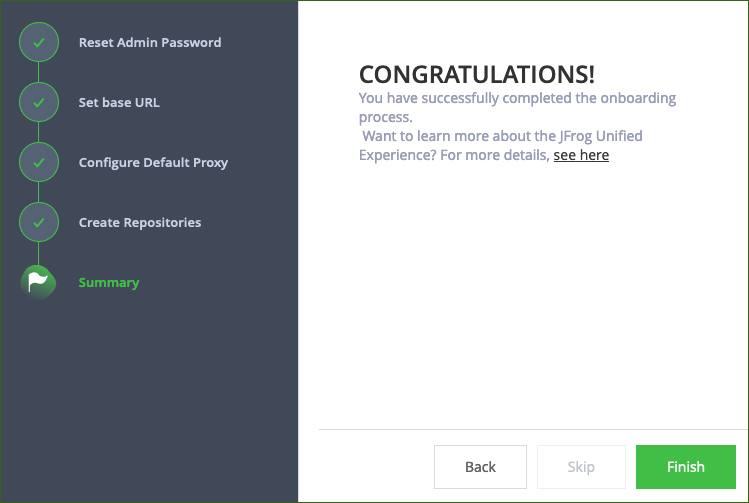 Reset Admin Password
Set base URL
Configure Default Proxy
Create Repositories
Summary
CONGRATULATIONS!
You have successfully completed the onboarding
process.
Want to learn more about the JFrog Unified
Experience? For more details, see here
Back
Skip
Finish